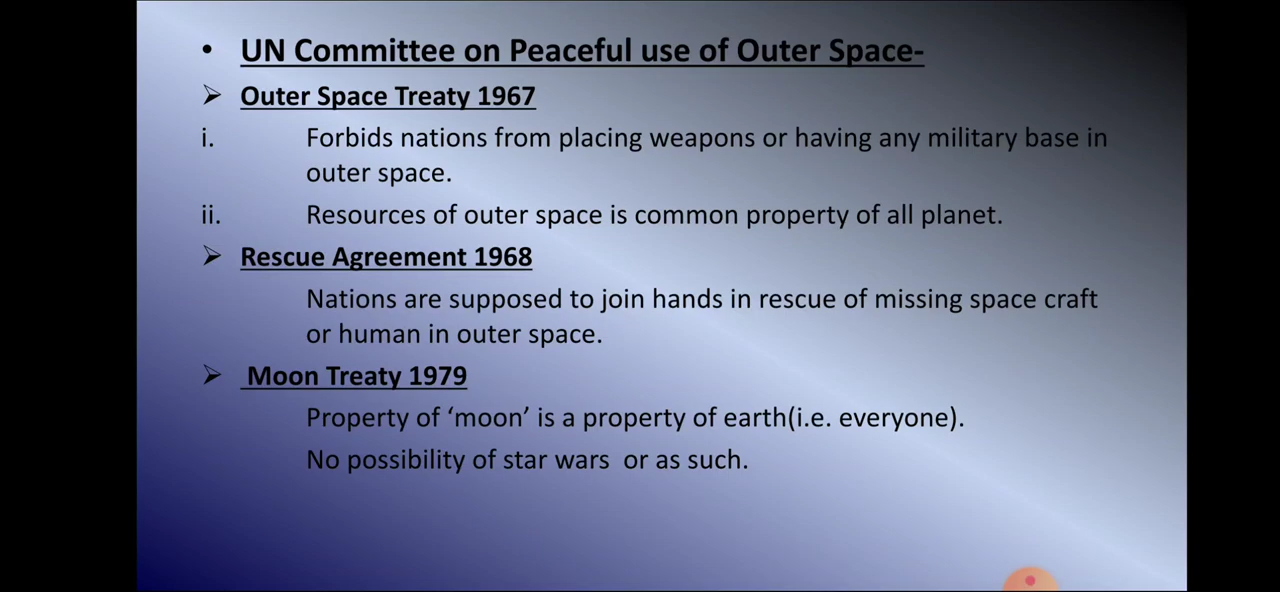 • UN Committee on Peaceful use of Outer Space-
➢ Outer Space Treaty 1967
i. Forbids nations from placing weapons or having any military base in
outer space.
ii. Resources of outer space is common property of all planet.
➢ Rescue Agreement 1968
Nations are supposed to join hands in rescue of missing space craft
or human in outer space.
➢ Moon Treaty 1979
Property of ‘moon’ is a property of earth(i.e. everyone).
No possibility of star wars or as such.